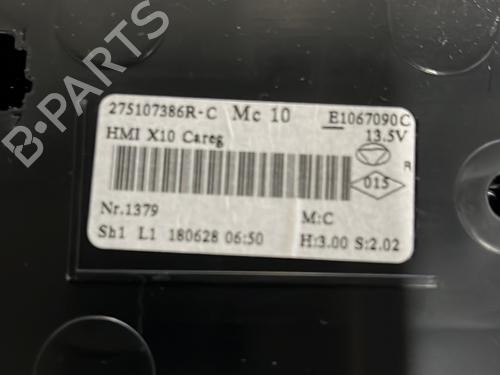 275107386R-C Mc 10 E1067090C
HMI X10 Careg 13.5V
R
015
Nr.1379 M:C
Sh1 L1 180628 06:50 H:3.00 S:2.02
B-PARTS